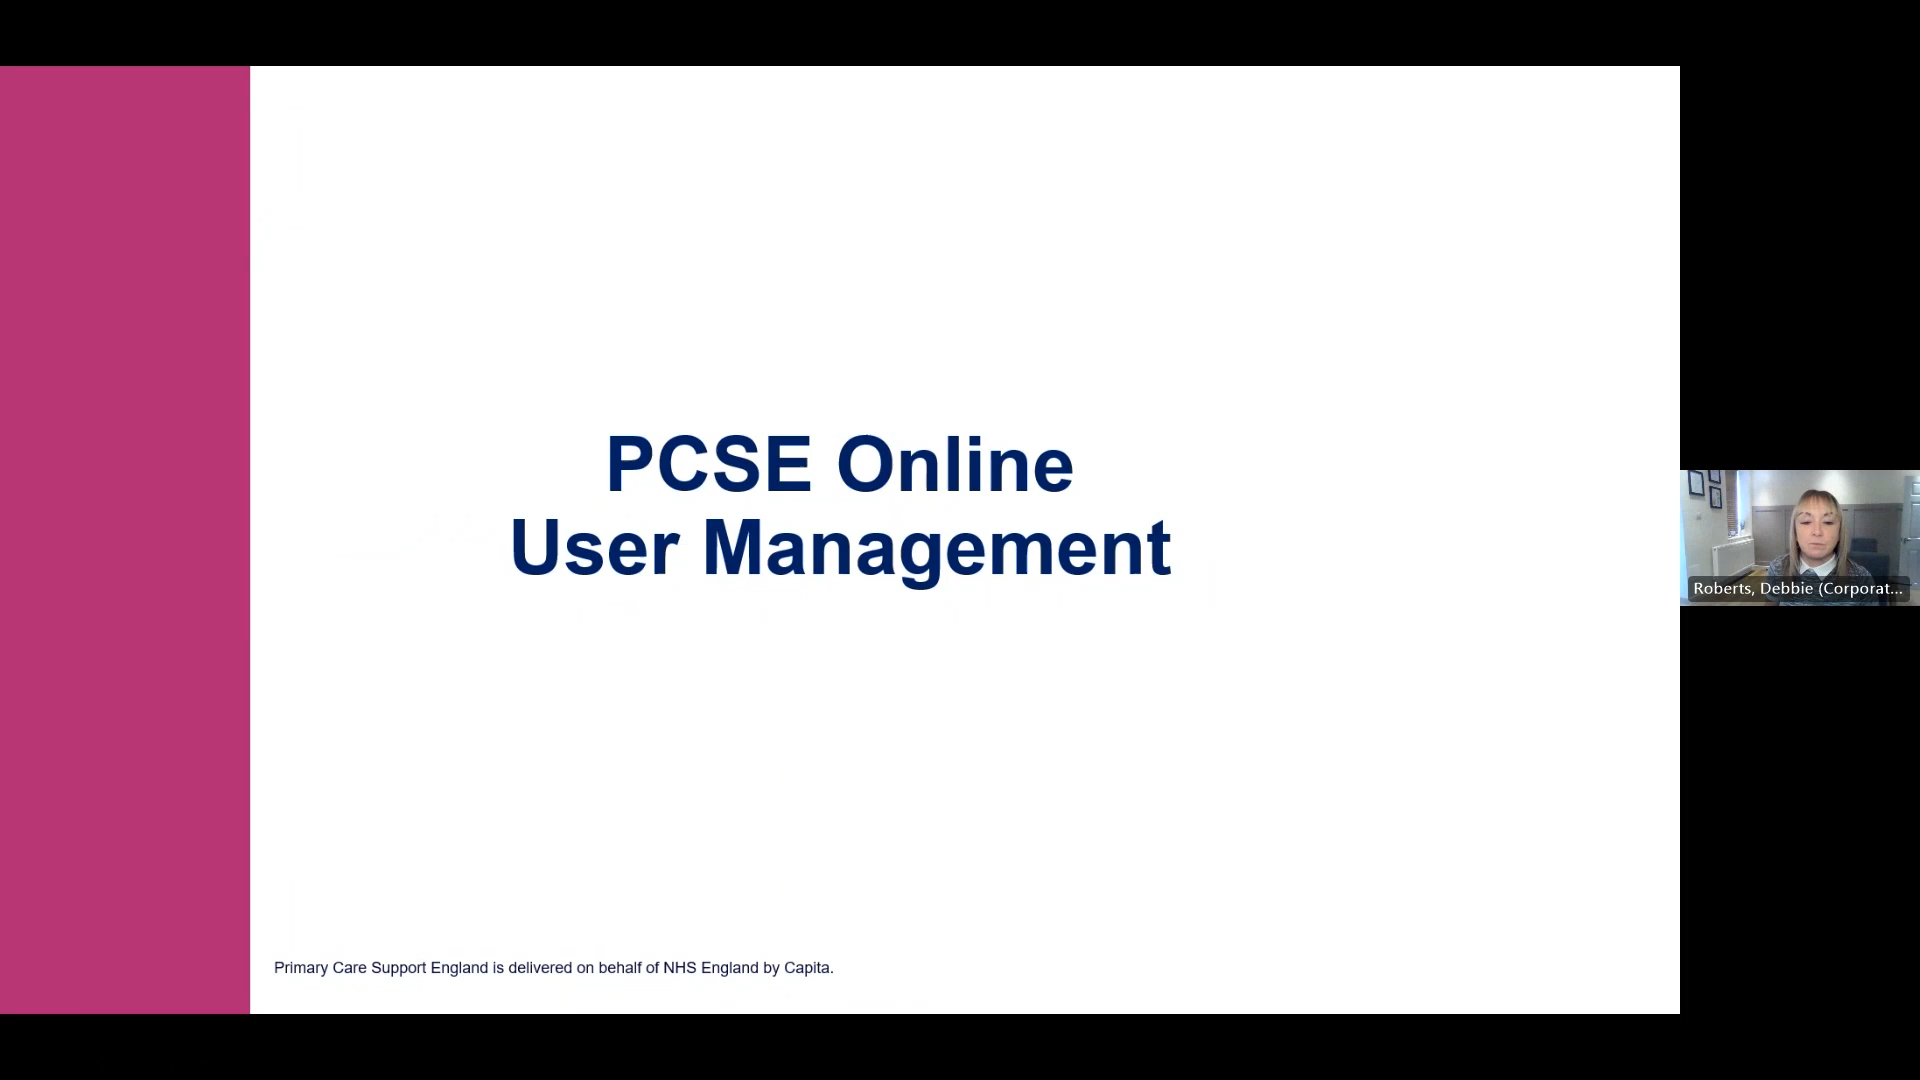 PCSE Online
User Management
Roberts, Debbie (Corporat...
Primary Care Support England is delivered on behalf of NHS England by Capita.